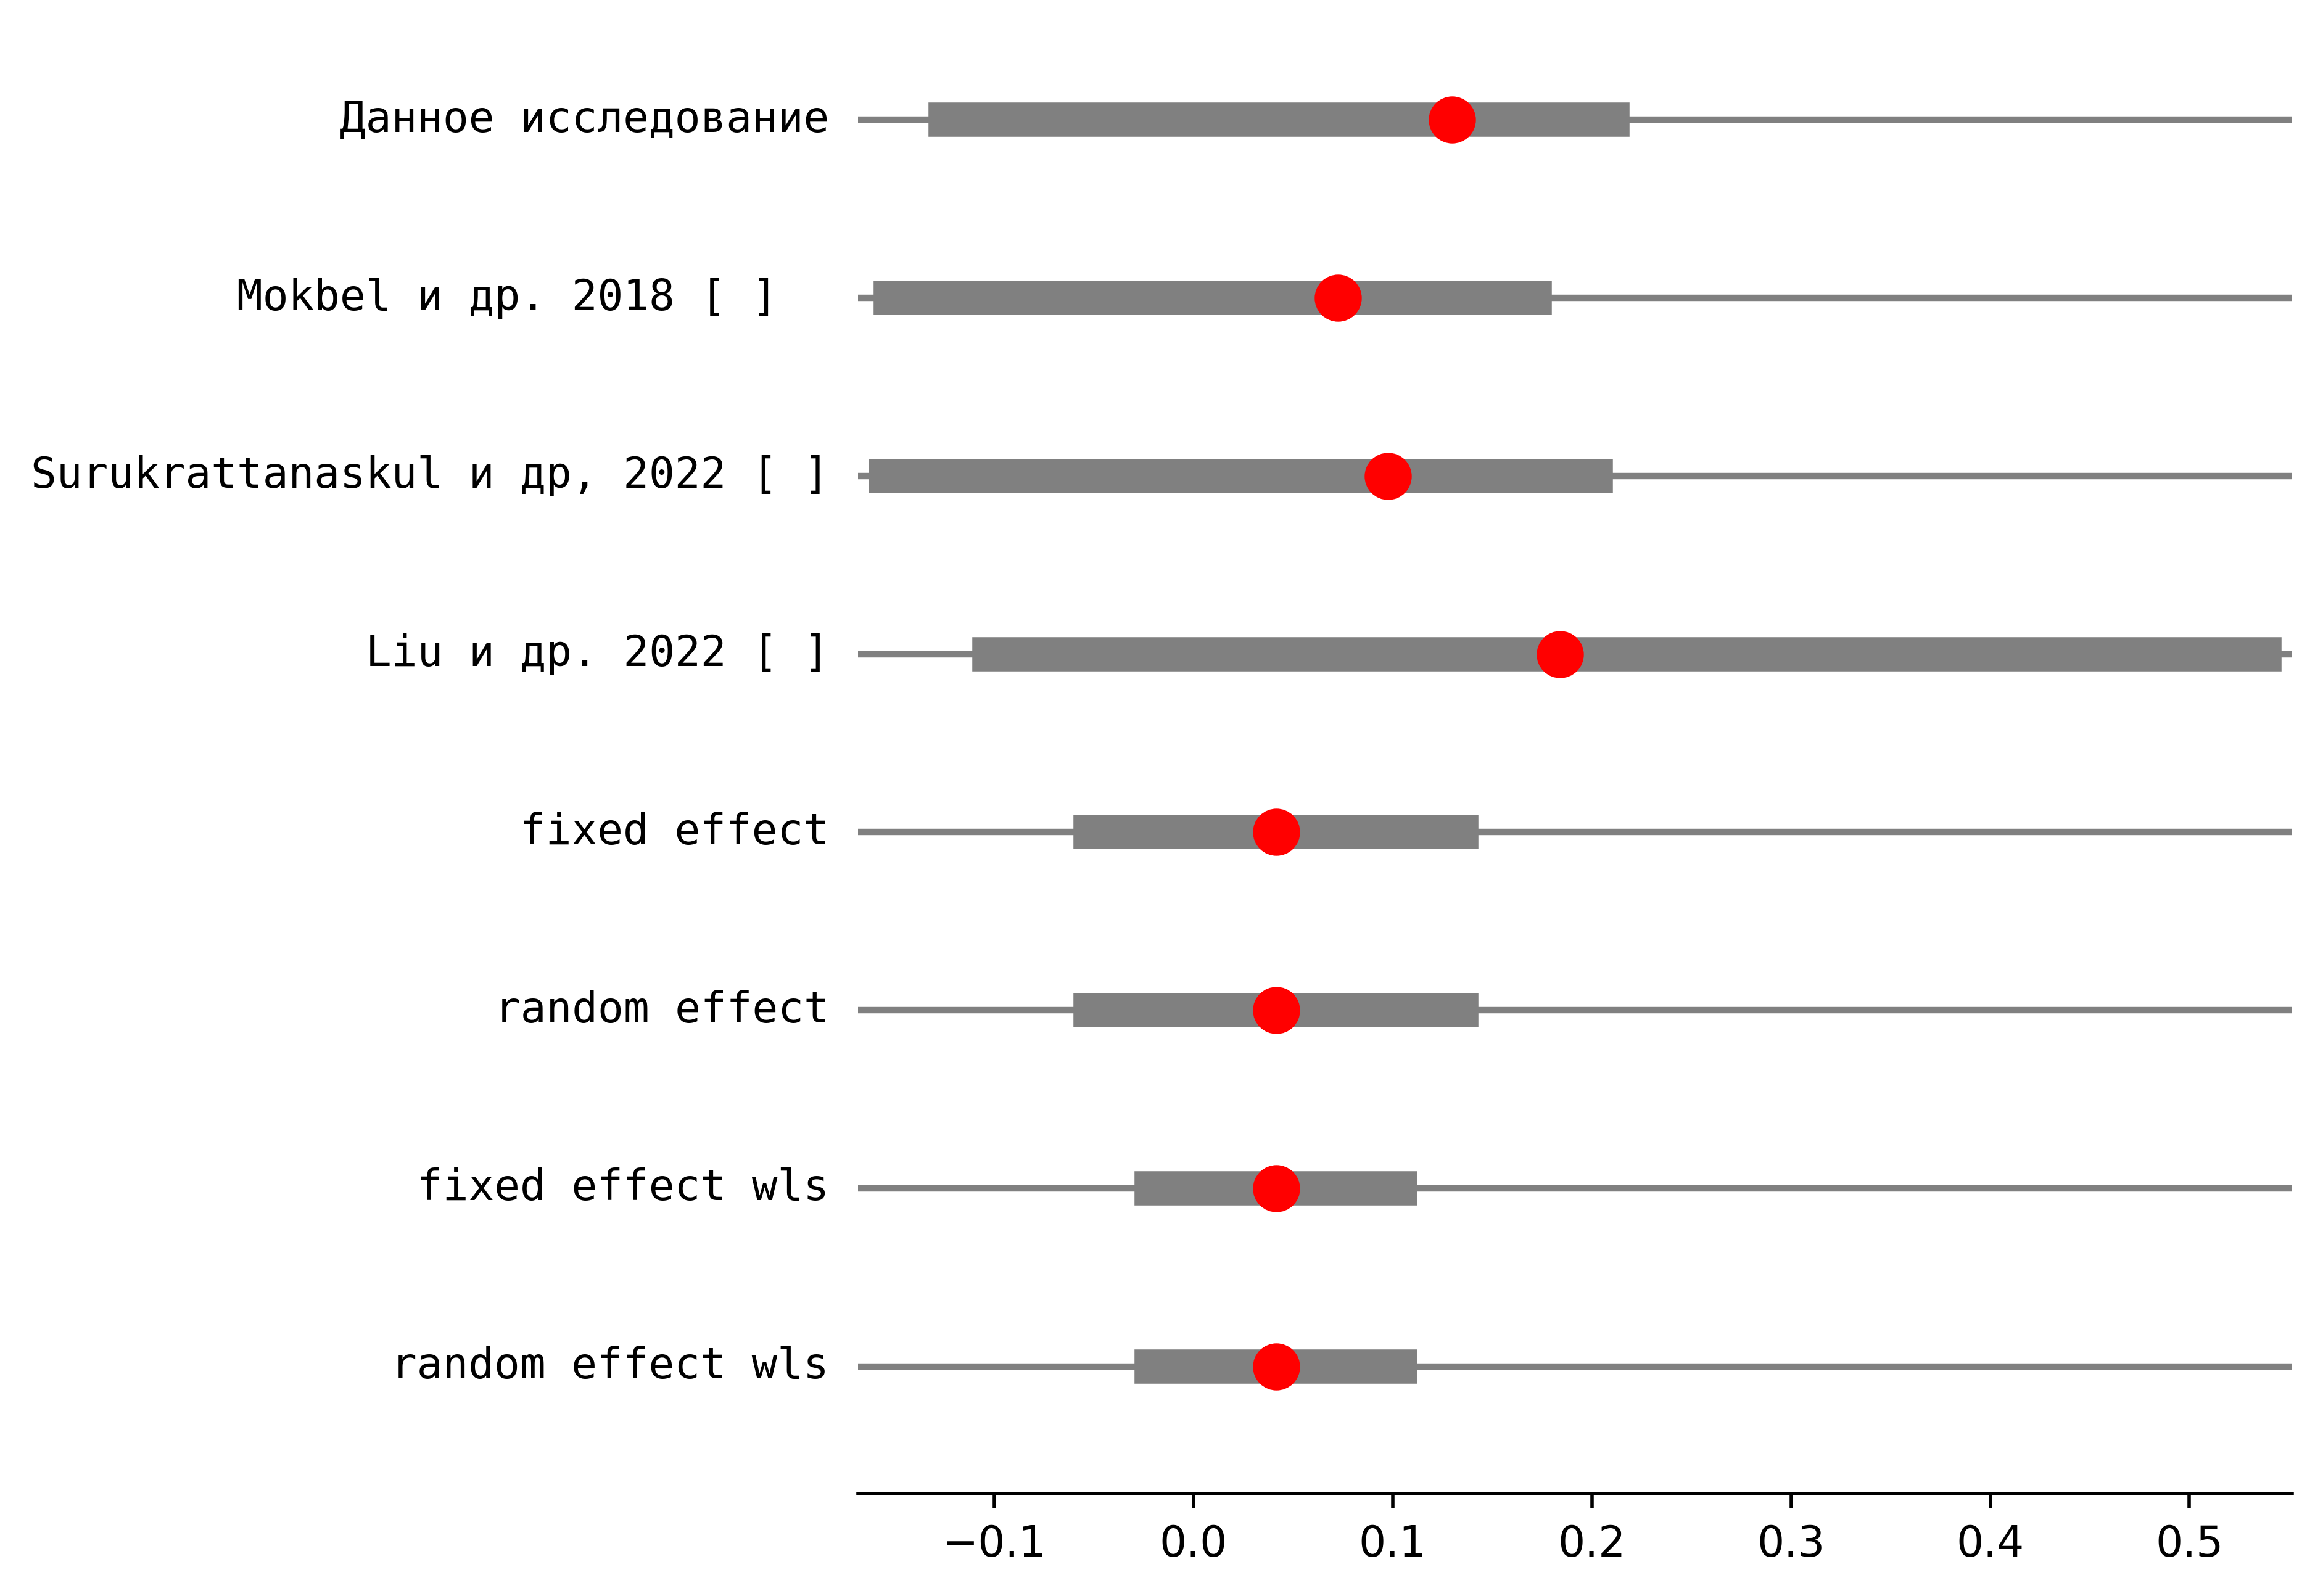 Данное исследование
Mokbel и др. 2018 [ ]
Surukrattanaskul и др, 2022 [ ]
Liu и др. 2022 [ ]
fixed effect
random effect
fixed effect wls
random effect wls
−0.1 0.0 0.1 0.2 0.3 0.4 0.5